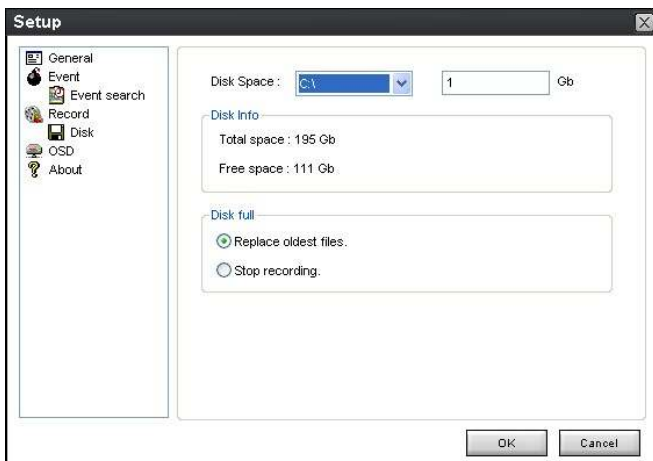 Setup
General
Event
Event search
Record
Disk
OSD
About
Disk Space : C:\ 1 Gb
Disk Info
Total space : 195 Gb
Free space : 111 Gb
Disk full
Replace oldest files.
Stop recording.
OK Cancel